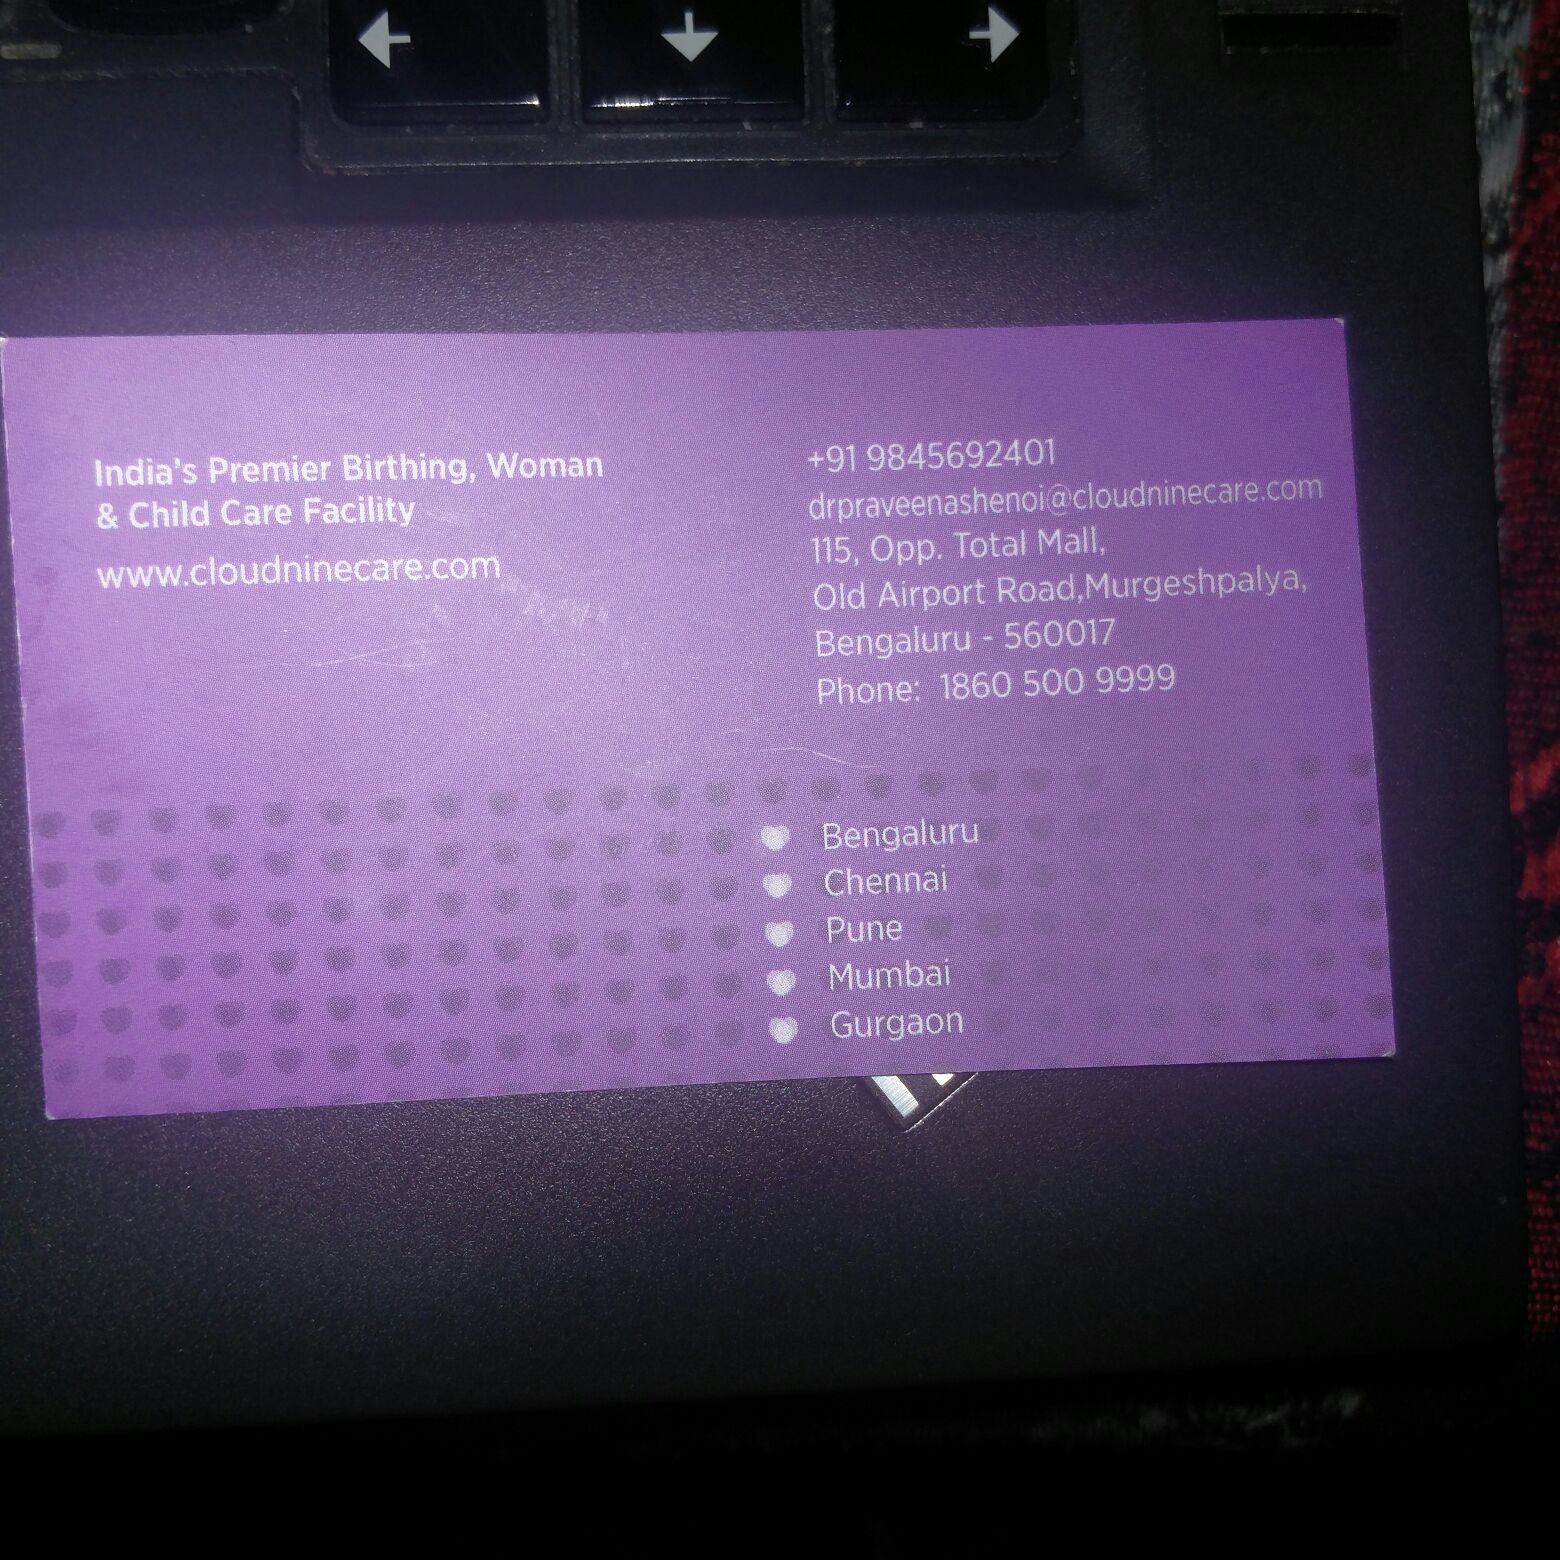 India's Premier Birthing, Woman
& Child Care Facility
www.cloudninecare.com
+91 9845692401
drpraveenashenoi@cloudninecare.com
115, Opp. Total Mall,
Old Airport Road,Murgeshpalya,
Bengaluru - 560017
Phone: 1860 500 9999
Bengaluru
Chennai
Pune
Mumbai
Gurgaon